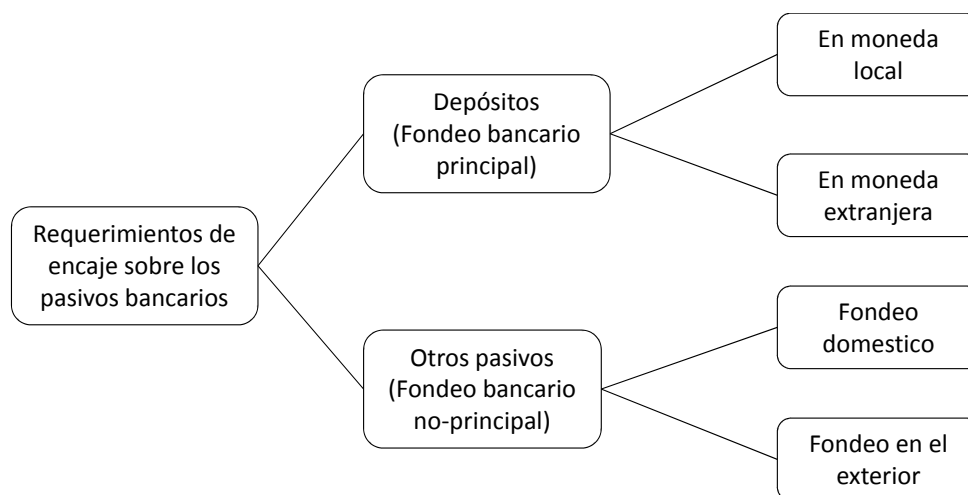 Requerimientos de
encaje sobre los
pasivos bancarios
Depósitos
(Fondeo bancario
principal)
En moneda
local
En moneda
extranjera
Otros pasivos
(Fondeo bancario
no-principal)
Fondeo
domestico
Fondeo en el
exterior